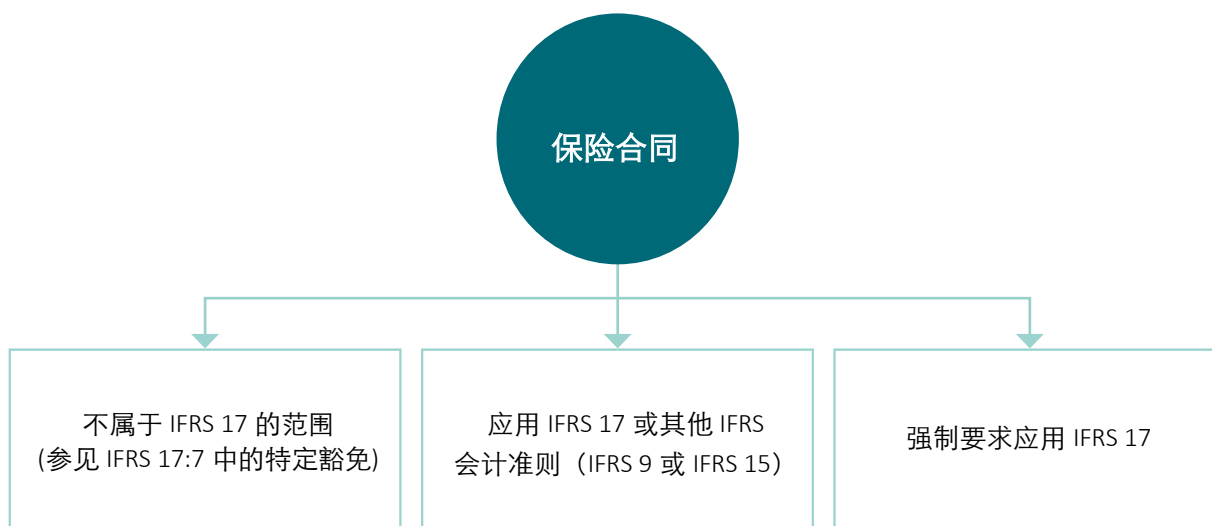 保险合同
不属于 IFRS 17 的范围
(参见 IFRS 17:7 中的特定豁免)
应用 IFRS 17 或其他 IFRS
会计准则（IFRS 9 或 IFRS 15）
强制要求应用 IFRS 17